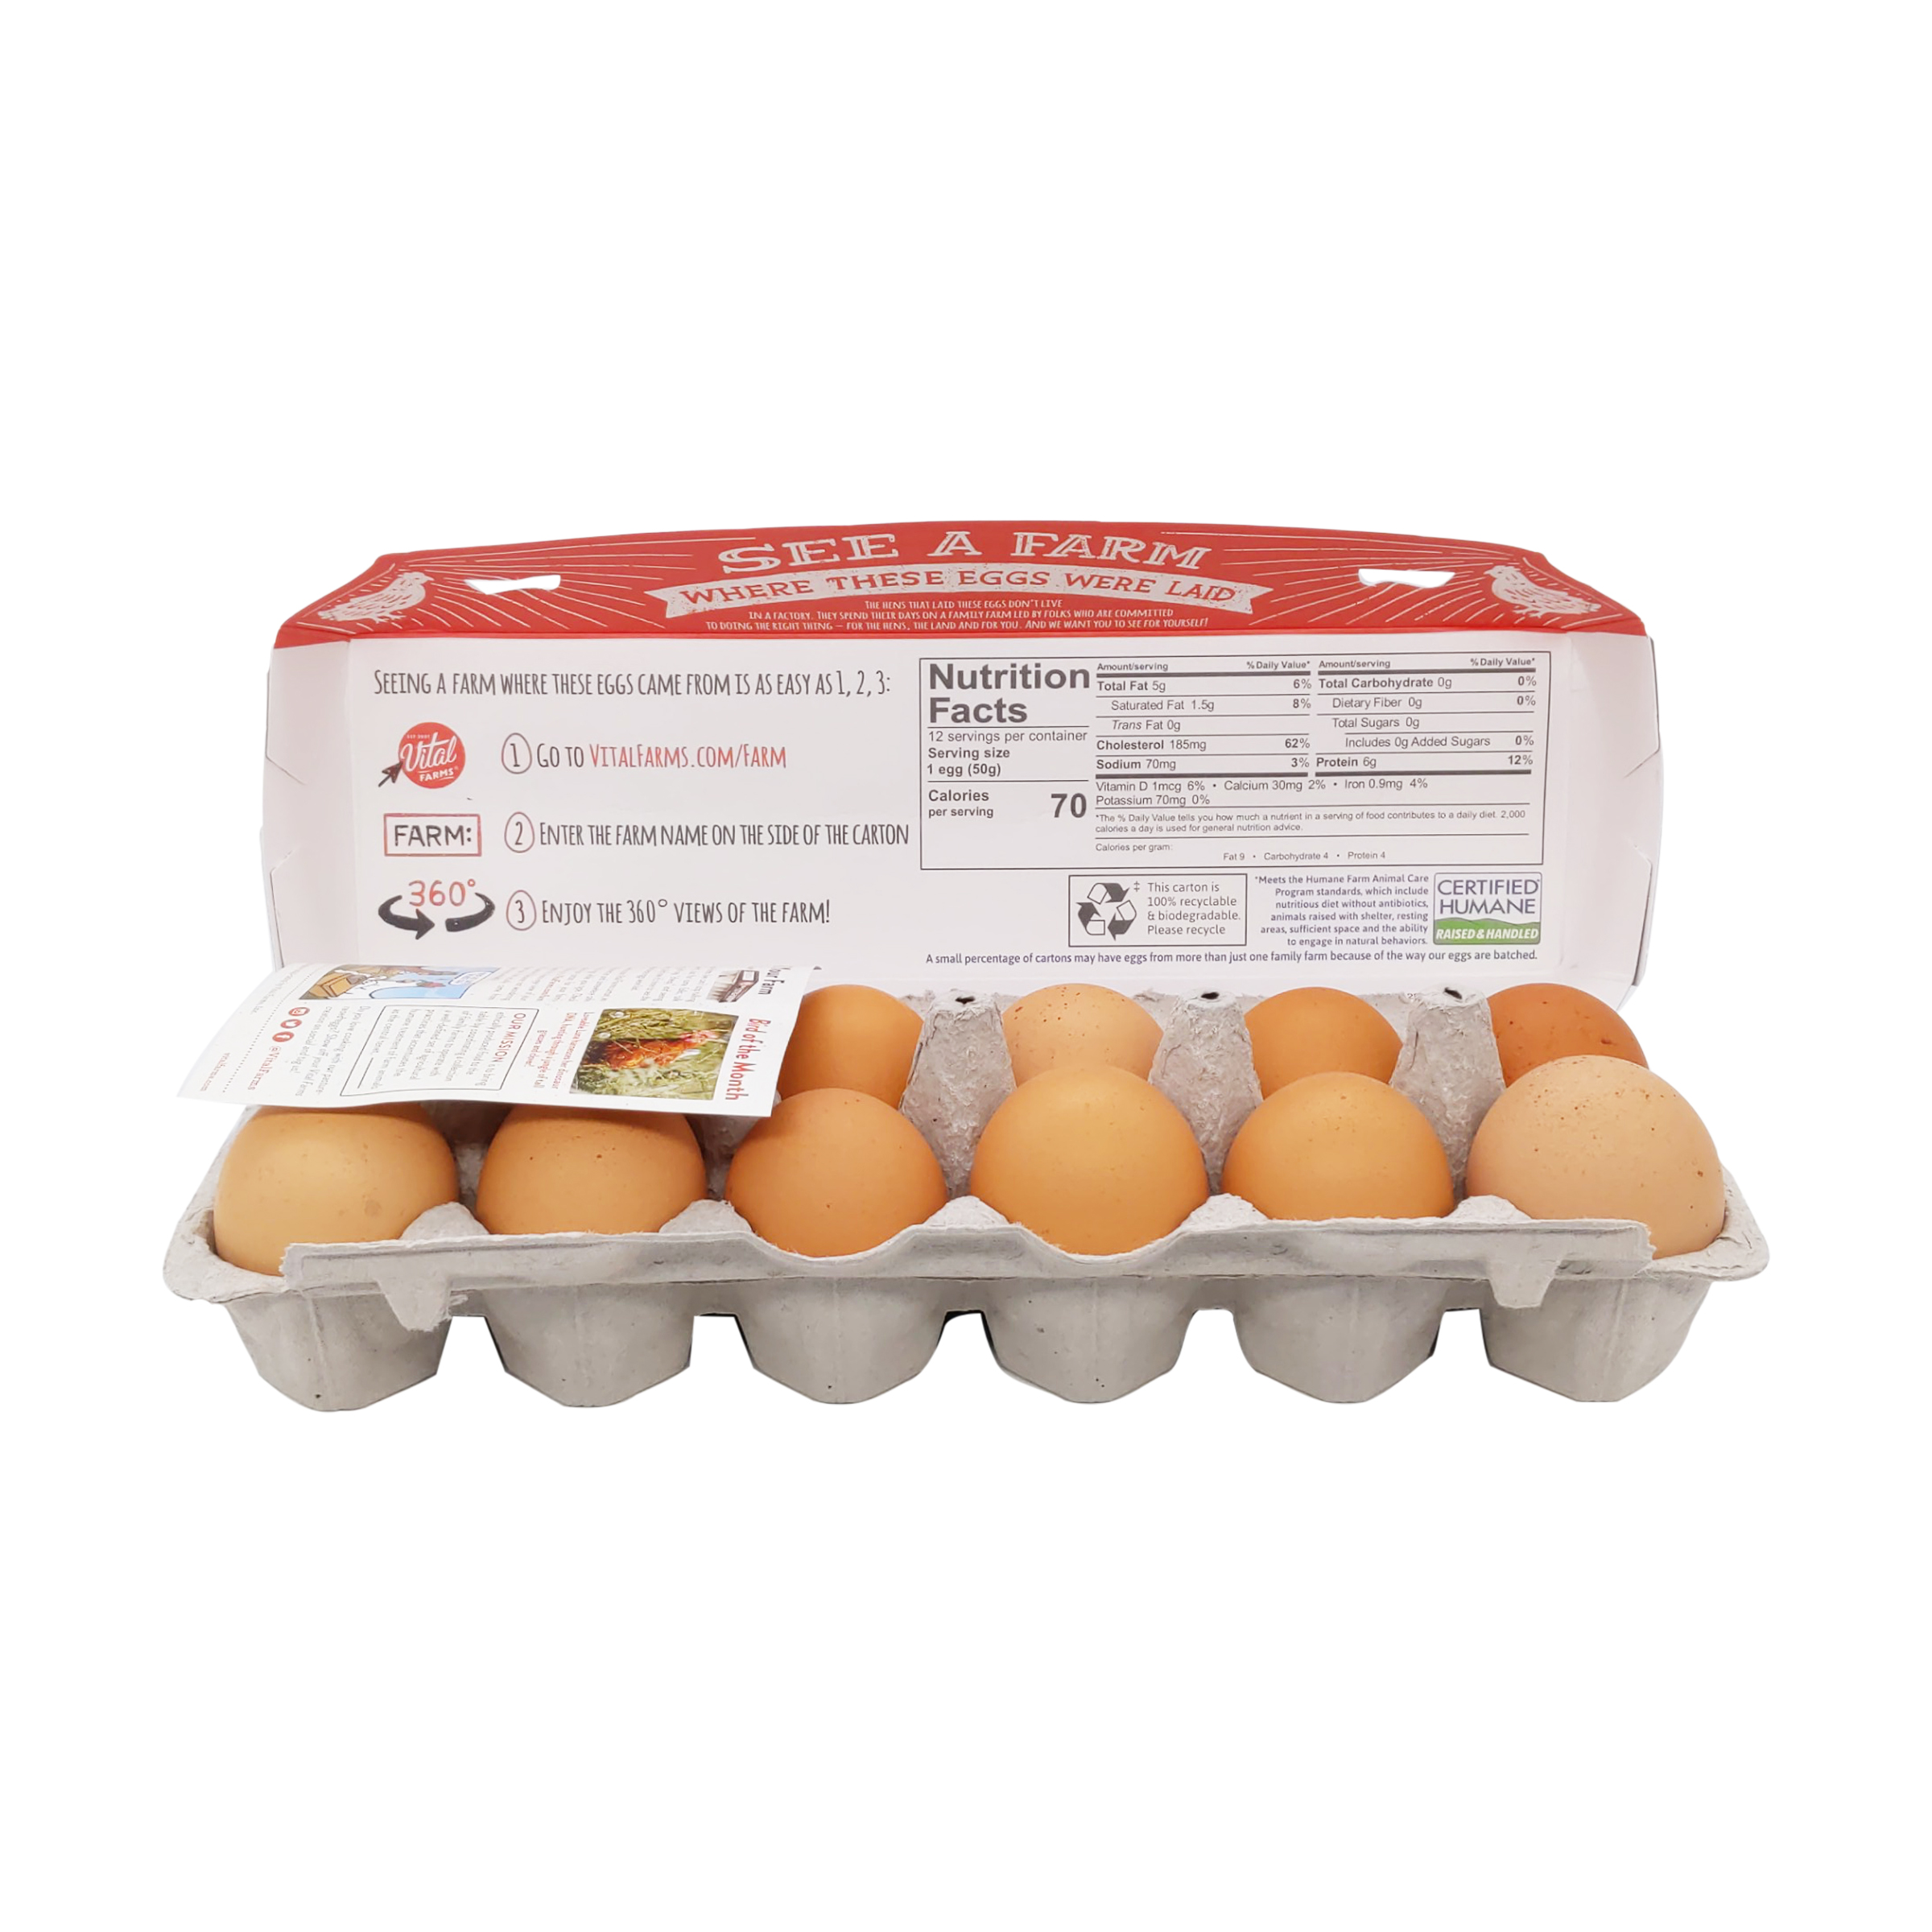 SEE A FARM
WHERE THESE EGGS WERE LAID
THE HENS THAT LAID THESE EGGS DON'T LIVE
IN A FACTORY. THEY SPEND THEIR DAYS ON A FAMILY FARM LED BY FOLKS WHO ARE COMMITTED
TO DOING THE RIGHT THING – FOR THE HENS, THE LAND AND FOR YOU. AND WE WANT YOU TO SEE FOR YOURSELF!
SEEING A FARM WHERE THESE EGGS CAME FROM IS AS EASY AS 1, 2, 3:
Vital
FARMS
1 GO TO VITALFARMS.COM/FARM
FARM:
2 ENTER THE FARM NAME ON THE SIDE OF THE CARTON
360°
3 ENJOY THE 360° VIEWS OF THE FARM!
Nutrition
Facts
12 servings per container
Serving size
1 egg (50g)
Calories
per serving
70
Amount/serving % Daily Value*
Total Fat 5g 6%
Saturated Fat 1.5g 8%
Trans Fat 0g
Cholesterol 185mg 62%
Sodium 70mg 3%
Amount/serving % Daily Value*
Total Carbohydrate 0g 0%
Dietary Fiber 0g 0%
Total Sugars 0g
Includes 0g Added Sugars 0%
Protein 6g 12%
Vitamin D 1mcg 6% • Calcium 30mg 2% • Iron 0.9mg 4%
Potassium 70mg 0%
*The % Daily Value tells you how much a nutrient in a serving of food contributes to a daily diet. 2,000
calories a day is used for general nutrition advice.
Calories per gram:
Fat 9 • Carbohydrate 4 • Protein 4
‡ This carton is
100% recyclable
& biodegradable.
Please recycle
*Meets the Humane Farm Animal Care
Program standards, which include
nutritious diet without antibiotics,
animals raised with shelter, resting
areas, sufficient space and the ability
to engage in natural behaviors.
CERTIFIED
HUMANE
RAISED & HANDLED
A small percentage of cartons may have eggs from more than just one family farm because of the way our eggs are batched.
Bird of the Month
OUR MISSION
@VitalFarms